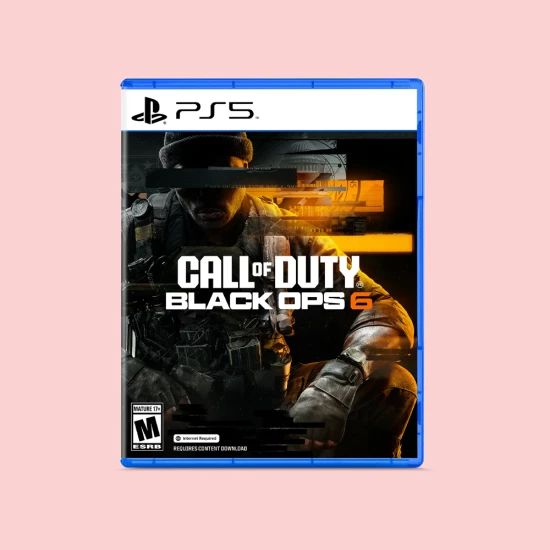 PS5
CALL OF DUTY
BLACK OPS 6
MATURE 17+
M
ESRB
Internet Required
REQUIRES CONTENT DOWNLOAD